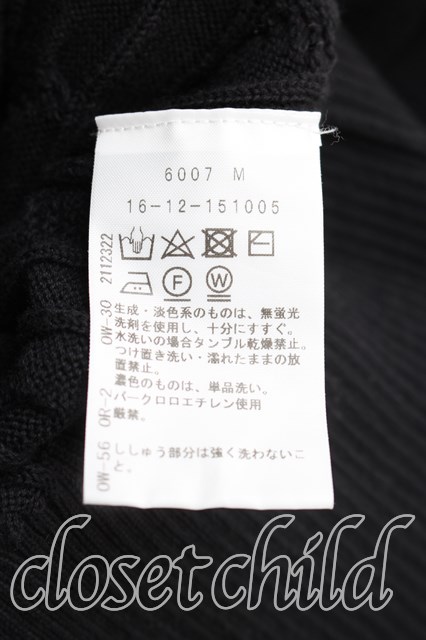 6007 M
16-12-151005
F W
生成・淡色系のものは、無蛍光
洗剤を使用し、十分にすすぐ。
水洗いの場合タンブル乾燥禁止。
つけ置き洗い・濡れたままの放
置禁止。
濃色のものは、単品洗い。
パークロロエチレン使用
厳禁。
ししゅう部分は強く洗わないこ
と。
OW-56 OR-2 OW-30 2112322
closet child